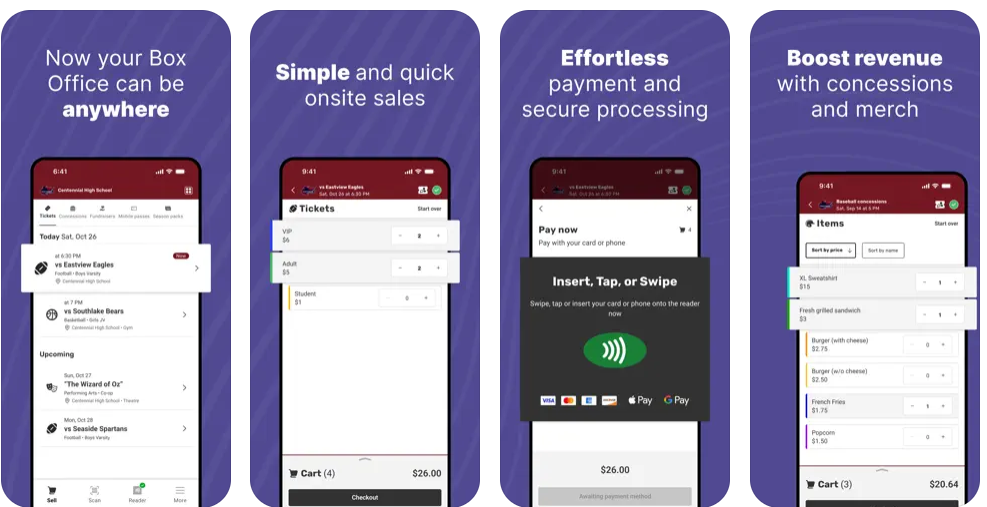 Now your Box
Office can be
anywhere
6:41
Centennial High School
Tickets Concessions Fundraisers Mobile passes Season packs
Today Sat, Oct 26
at 6:30 PM
Now
vs Eastview Eagles
Football • Boys Varsity
Centennial High School
at 7 PM
vs Southlake Bears
Basketball • Girls JV
Centennial High School • Gym
Upcoming
Sun, Oct 27
"The Wizard of Oz"
Performing Arts • Co-op
Centennial High School • Theatre
Mon, Oct 28
vs Seaside Spartans
Football • Boys Varsity
Sell Scan Reader More
Simple and quick
onsite sales
9:41
vs Eastview Eagles
Sat, Oct 26 at 6:30 PM
Tickets Start over
VIP
$6
- 2 +
Adult
$5
- 2 +
Student
$1
- 0 +
Cart (4) $26.00
Checkout
Effortless
payment and
secure processing
9:41
vs Eastview Eagles
Sat, Oct 26 at 6:30 PM
Pay now 4
Pay with your card or phone
Insert, Tap, or Swipe
Swipe, tap or insert your card or phone onto the reader
now
VISA Pay G Pay
$26.00
Awaiting payment method
Boost revenue
with concessions
and merch
9:41
Baseball concessions
Sat, Sep 14 at 5 PM
Items Start over
Sort by price ↓ Sort by name
XL Sweatshirt
$15
- 1 +
Fresh grilled sandwich
$3
- 1 +
Burger (with cheese)
$2.75
- 0 +
Burger (w/o cheese)
$2.50
- 0 +
French Fries
$1.75
- 1 +
Popcorn
$1.50
- 0 +
Cart (3) $20.64